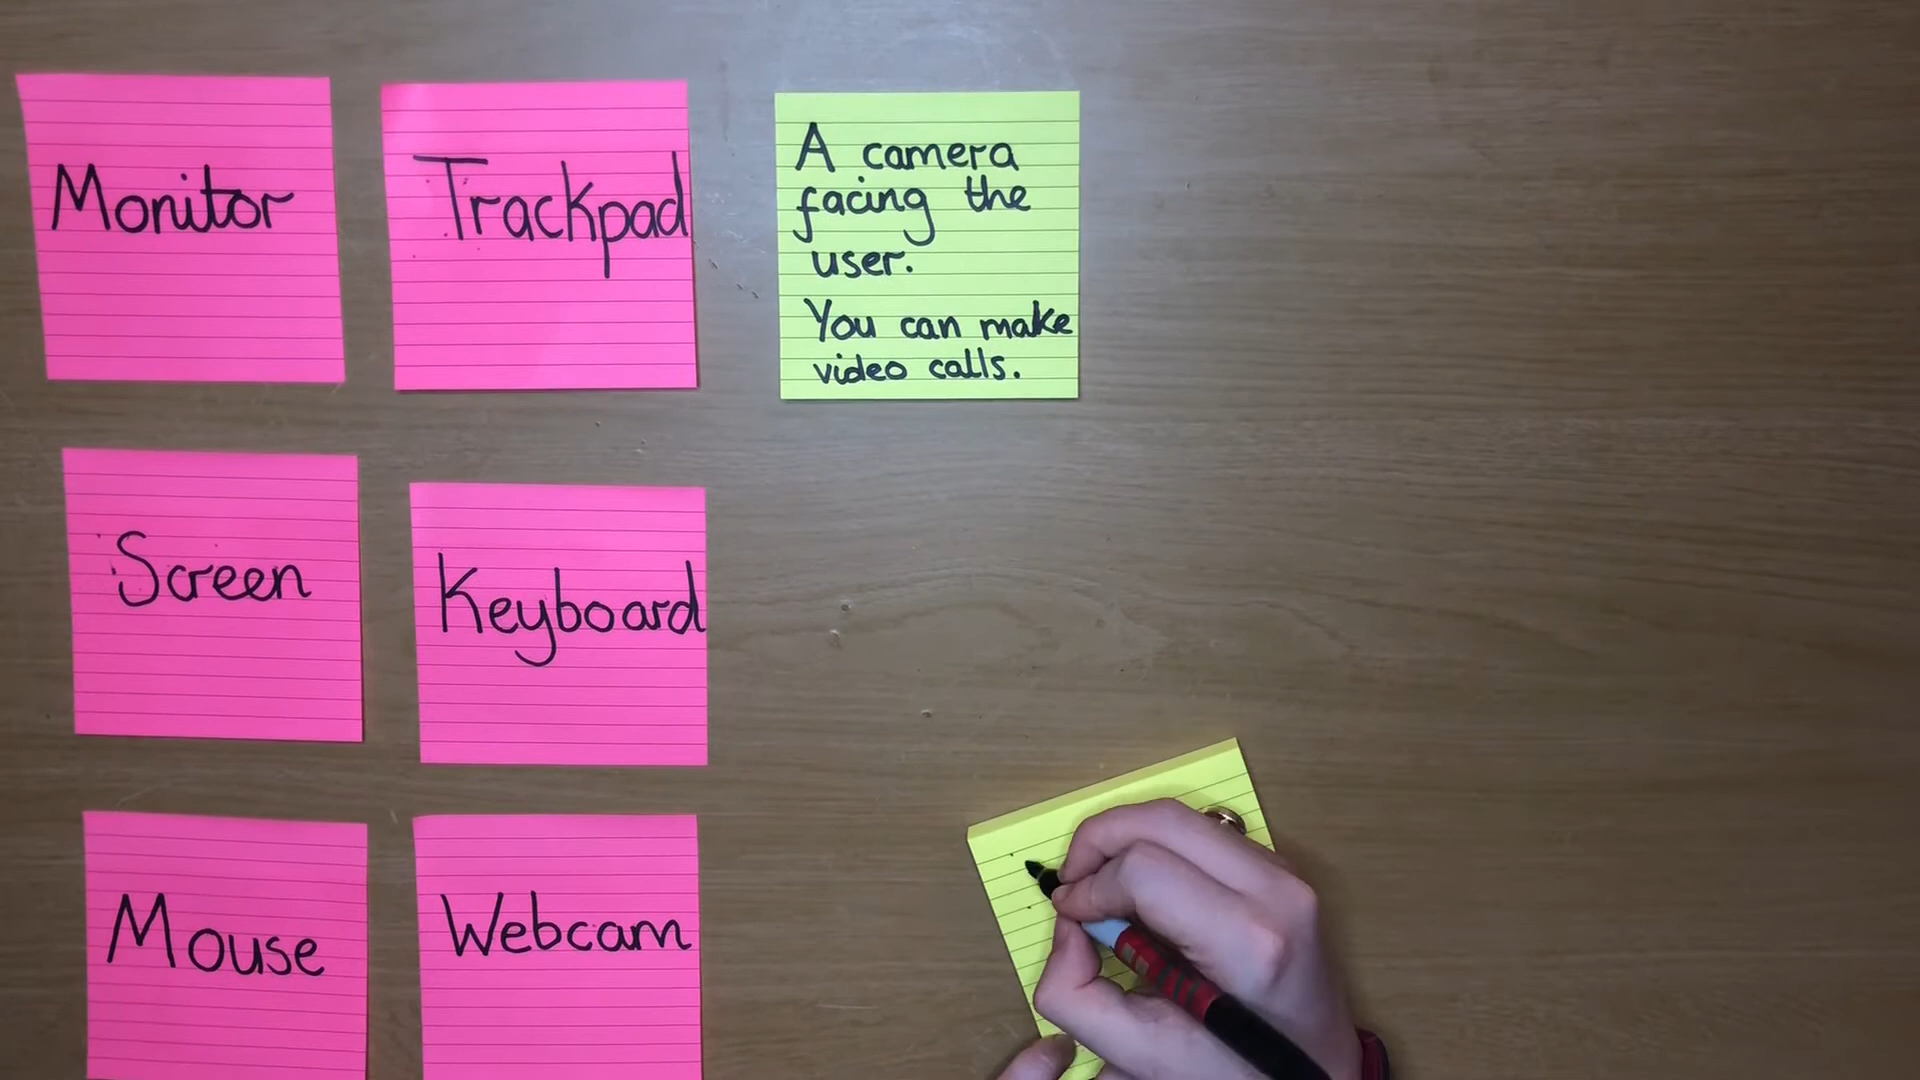 Monitor
Trackpad
A camera
facing the
user.
You can make
video calls.
Screen
Keyboard
Mouse
Webcam